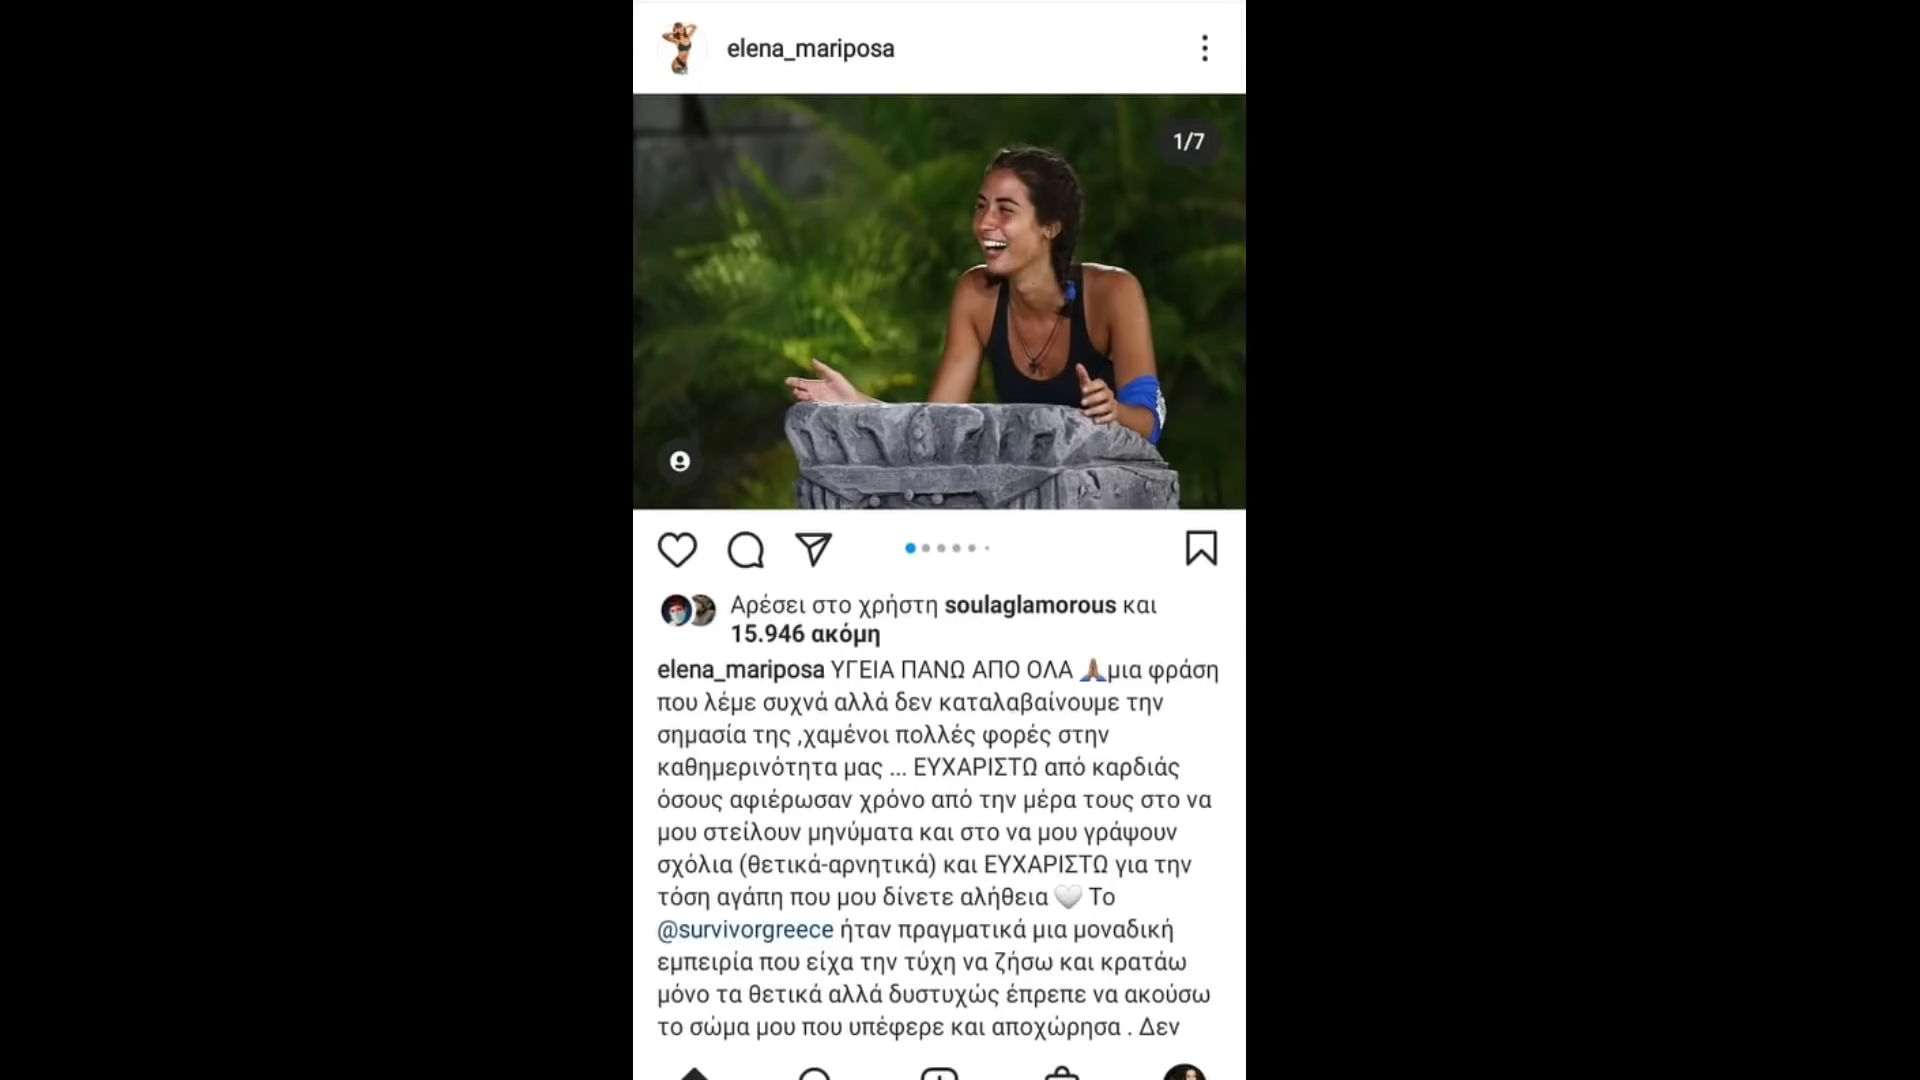 elena_mariposa
1/7
Αρέσει στο χρήστη soulaglamorous και
15.946 ακόμη
elena_mariposa ΥΓΕΙΑ ΠΑΝΩ ΑΠΟ ΟΛΑ 🙏🏽μια φράση
που λέμε συχνά αλλά δεν καταλαβαίνουμε την
σημασία της ,χαμένοι πολλές φορές στην
καθημερινότητα μας ... ΕΥΧΑΡΙΣΤΩ από καρδιάς
όσους αφιέρωσαν χρόνο από την μέρα τους στο να
μου στείλουν μηνύματα και στο να μου γράψουν
σχόλια (θετικά-αρνητικά) και ΕΥΧΑΡΙΣΤΩ για την
τόση αγάπη που μου δίνετε αλήθεια 🤍 Το
@survivorgreece ήταν πραγματικά μια μοναδική
εμπειρία που είχα την τύχη να ζήσω και κρατάω
μόνο τα θετικά αλλά δυστυχώς έπρεπε να ακούσω
το σώμα μου που υπέφερε και αποχώρησα . Δεν